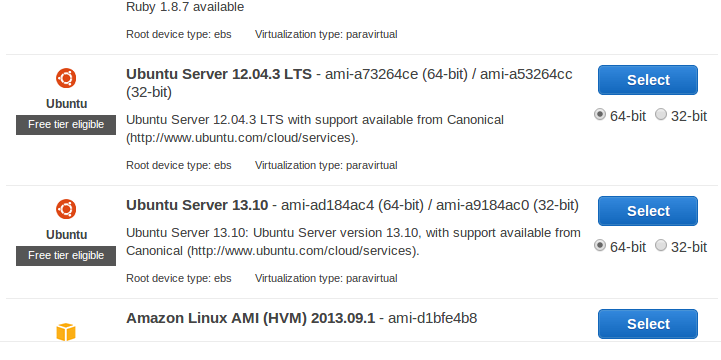 Ruby 1.8.7 available
Root device type: ebs Virtualization type: paravirtual
Ubuntu Server 12.04.3 LTS - ami-a73264ce (64-bit) / ami-a53264cc
(32-bit)
Select
Ubuntu
Free tier eligible
64-bit 32-bit
Ubuntu Server 12.04.3 LTS with support available from Canonical
(http://www.ubuntu.com/cloud/services).
Root device type: ebs Virtualization type: paravirtual
Ubuntu Server 13.10 - ami-ad184ac4 (64-bit) / ami-a9184ac0 (32-bit)
Select
Ubuntu
Free tier eligible
64-bit 32-bit
Ubuntu Server 13.10: Ubuntu Server version 13.10, with support available from
Canonical (http://www.ubuntu.com/cloud/services).
Root device type: ebs Virtualization type: paravirtual
Amazon Linux AMI (HVM) 2013.09.1 - ami-d1bfe4b8
Select